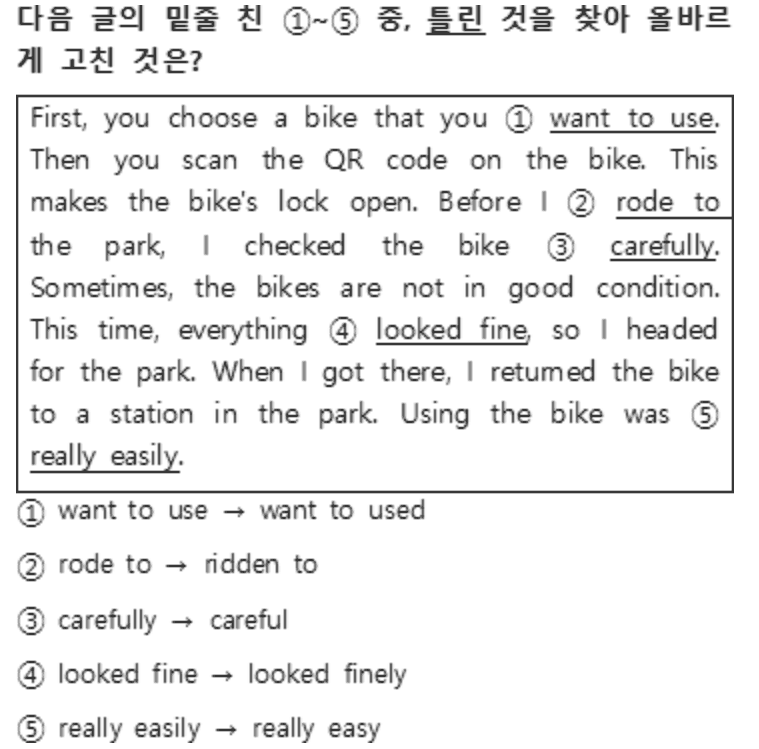 다음 글의 밑줄 친 ①~⑤ 중, 틀린 것을 찾아 올바르
게 고친 것은?
First, you choose a bike that you ① want to use.
Then you scan the QR code on the bike. This
makes the bike's lock open. Before I ② rode to
the park, I checked the bike ③ carefully.
Sometimes, the bikes are not in good condition.
This time, everything ④ looked fine, so I headed
for the park. When I got there, I returned the bike
to a station in the park. Using the bike was ⑤
really easily.
① want to use → want to used
② rode to → ridden to
③ carefully → careful
④ looked fine → looked finely
⑤ really easily → really easy